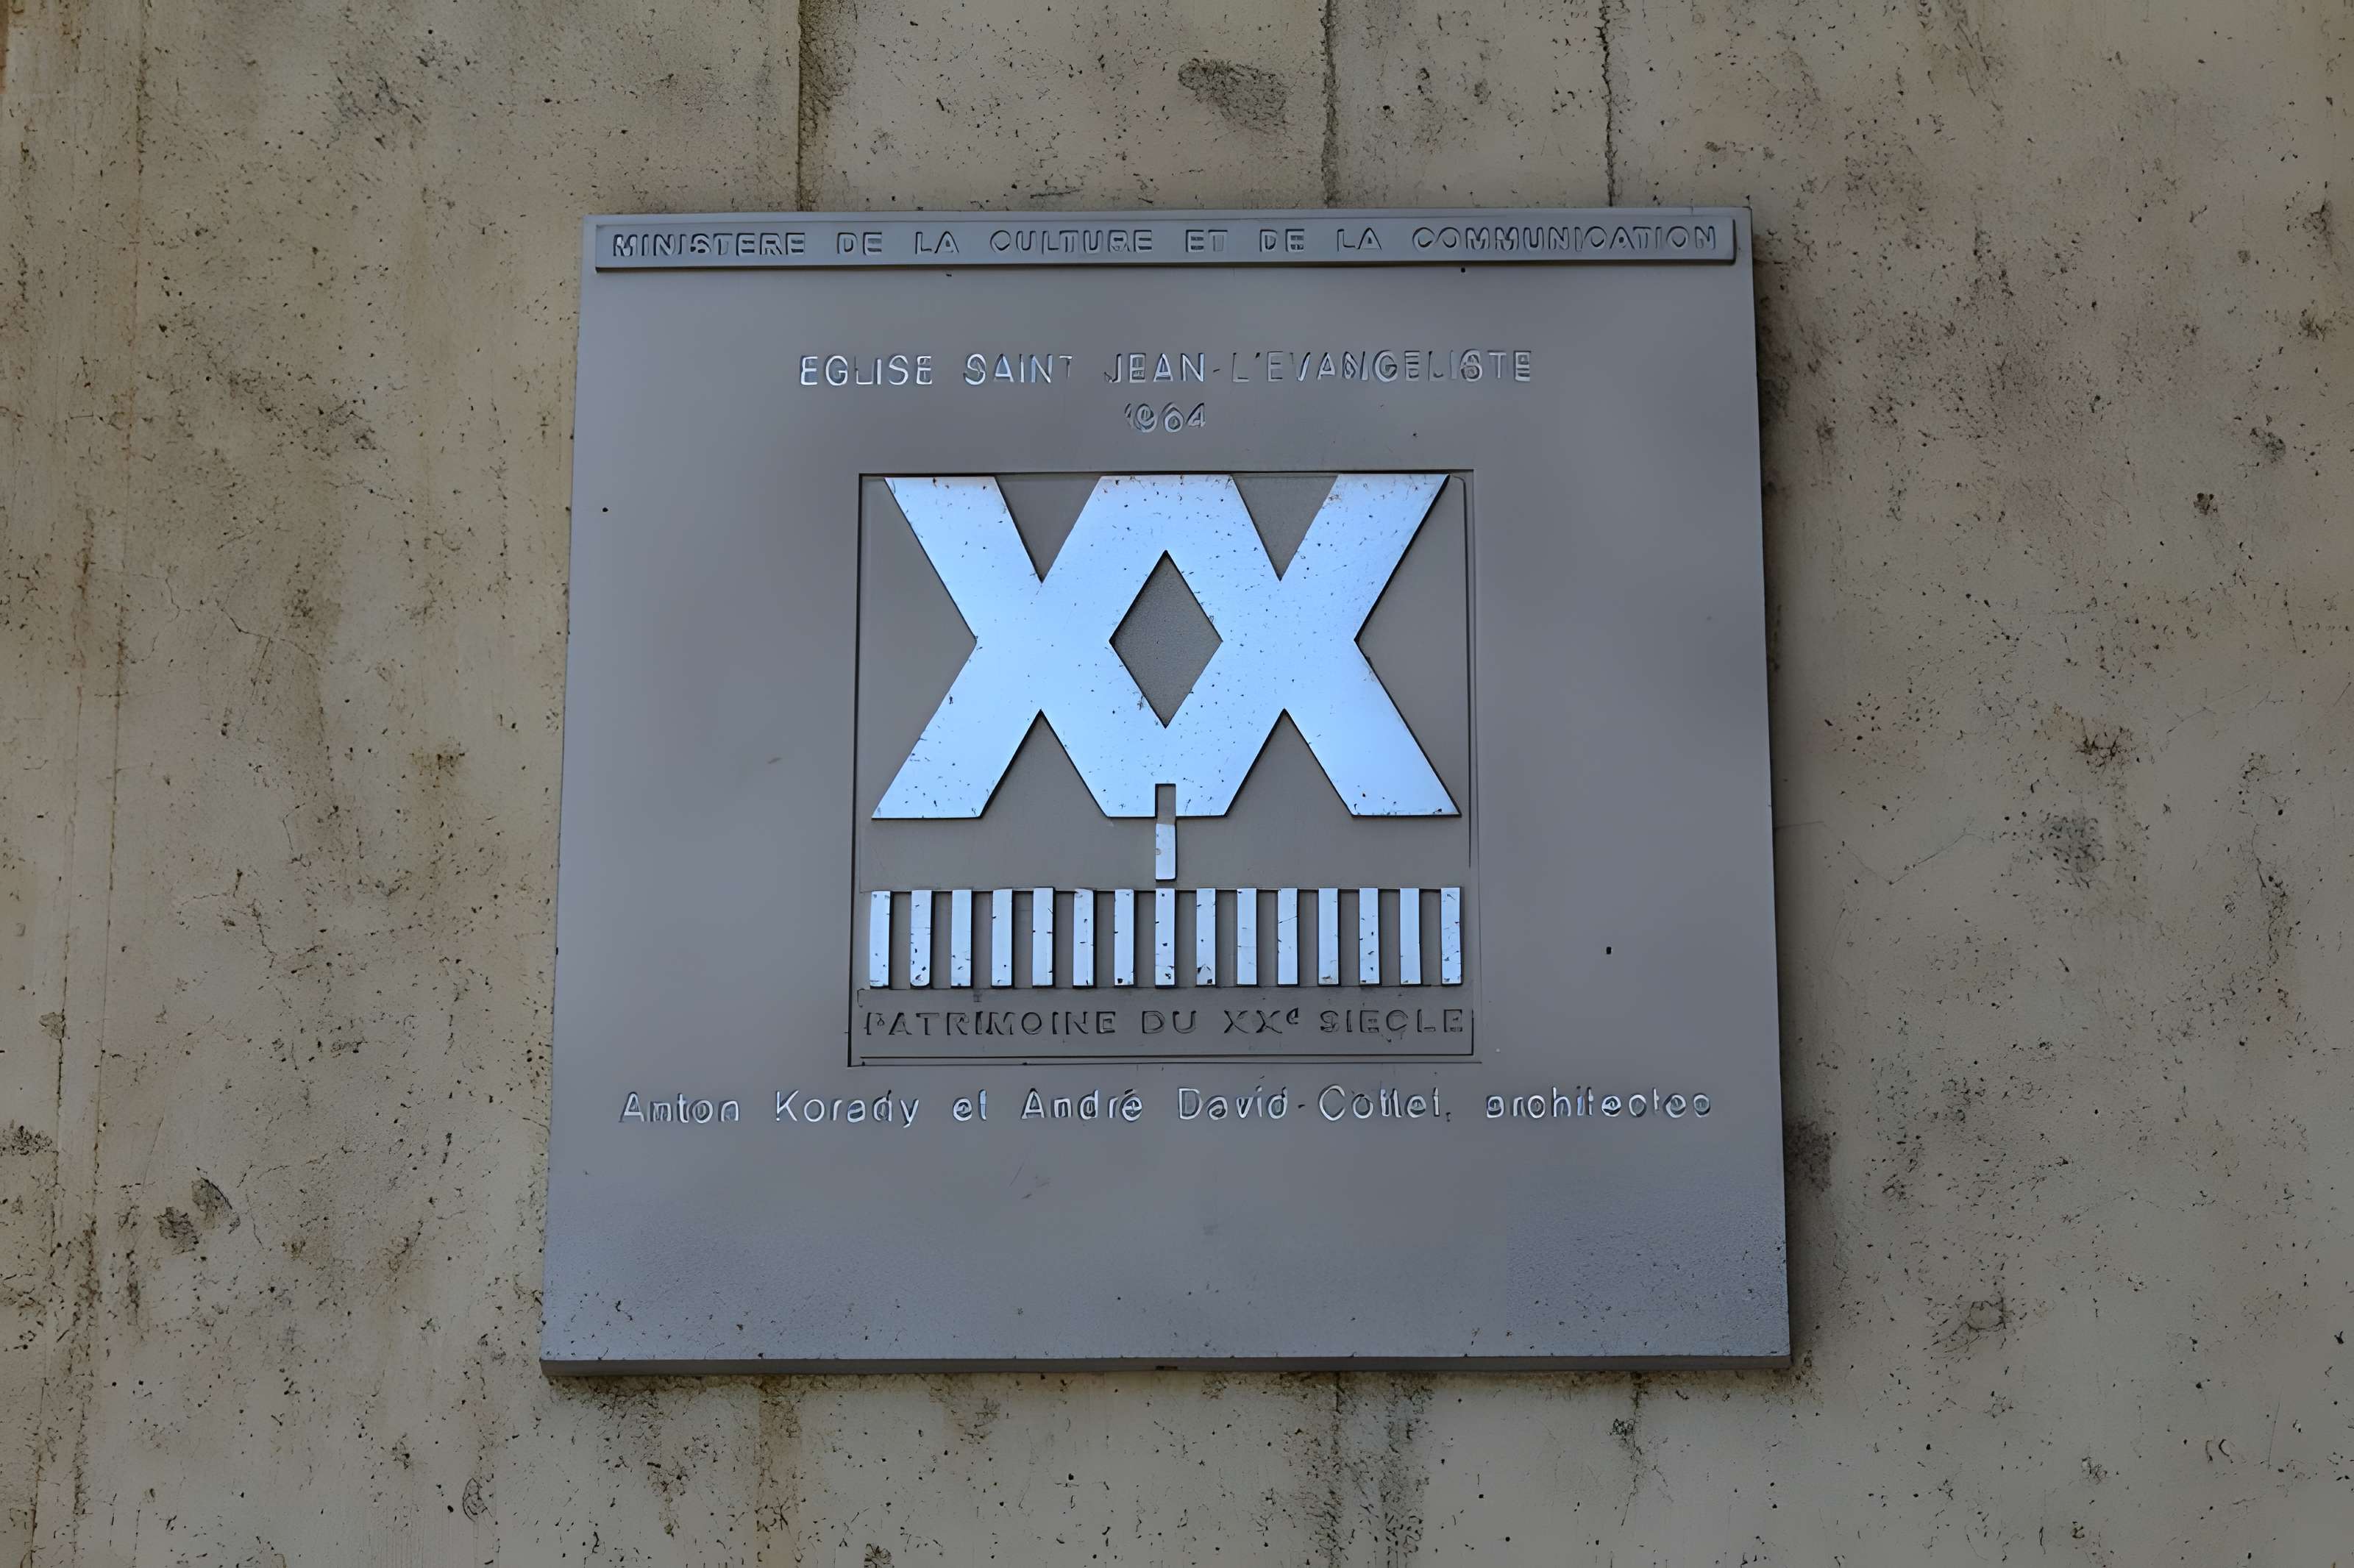 MINISTERE DE LA CULTURE ET DE LA COMMUNICATION
EGLISE SAINT JEAN-L'EVANGELISTE
1964
XX
PATRIMOINE DU XXe SIECLE
Anton Korady et André David-Cottet, architectes